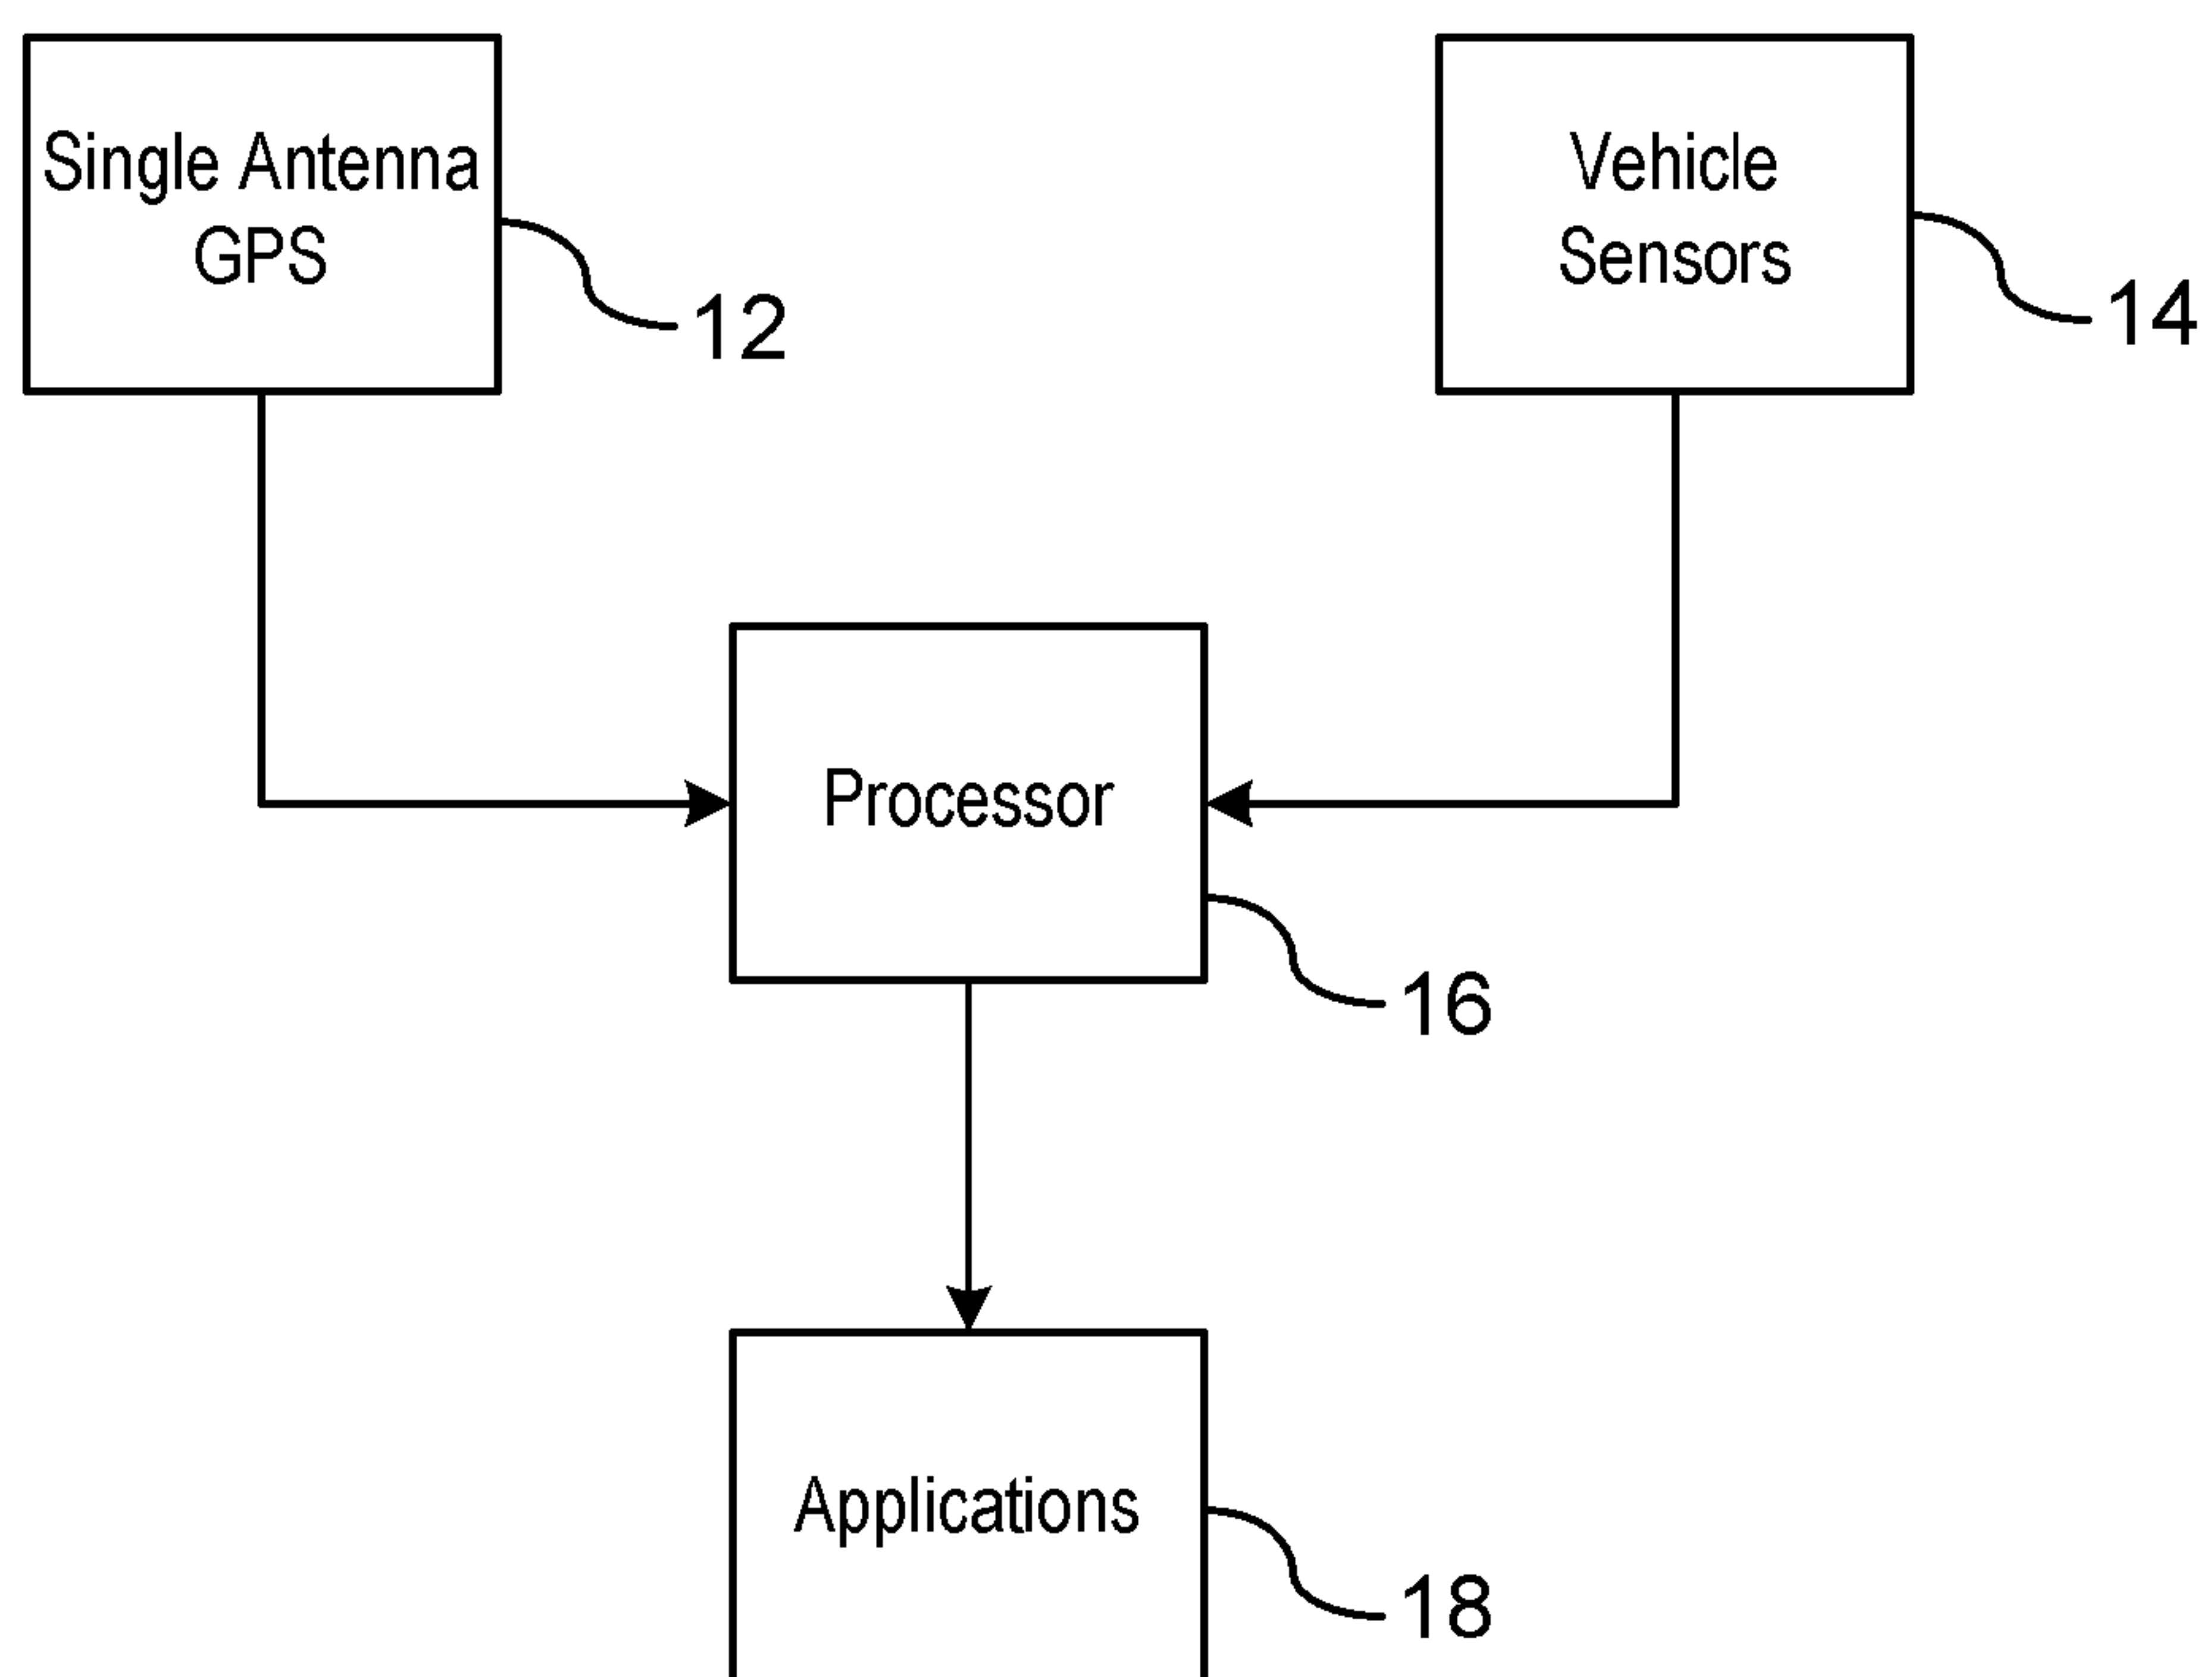 Single Antenna
GPS
12
Vehicle
Sensors
14
Processor
16
Applications
18